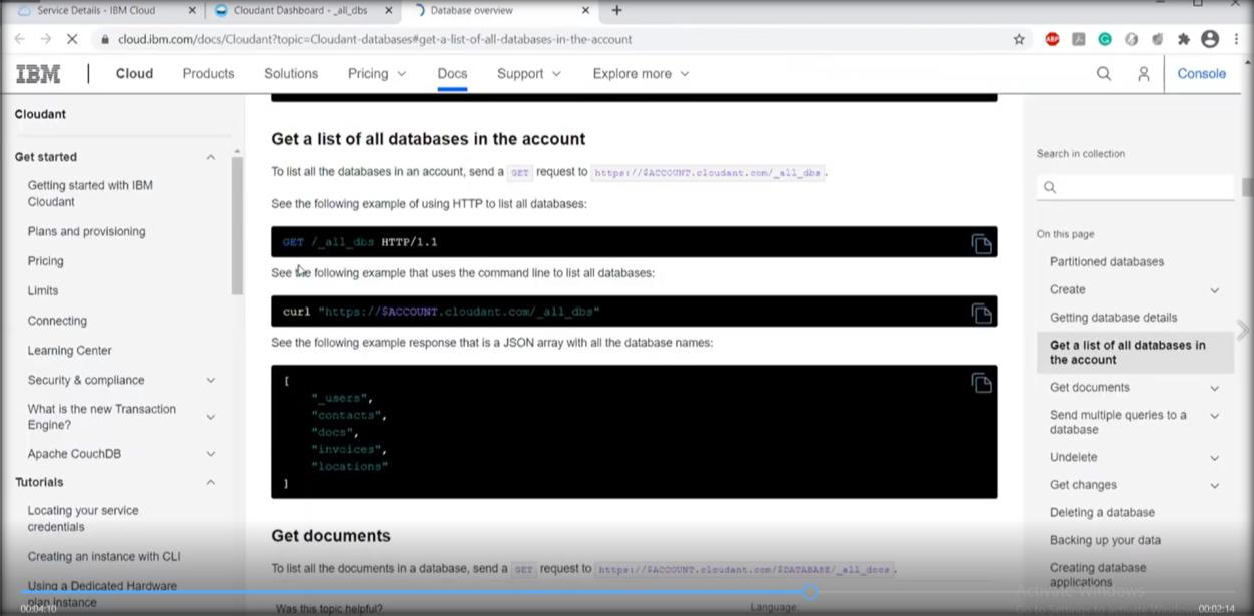 Service Details - IBM Cloud
Cloudant Dashboard - _all_dbs
Database overview
cloud.ibm.com/docs/Cloudant?topic=Cloudant-databases#get-a-list-of-all-databases-in-the-account
ABP
IBM
Cloud
Products
Solutions
Pricing
Docs
Support
Explore more
Console
Cloudant
Get started
Getting started with IBM
Cloudant
Plans and provisioning
Pricing
Limits
Connecting
Learning Center
Security & compliance
What is the new Transaction
Engine?
Apache CouchDB
Tutorials
Locating your service
credentials
Creating an instance with CLI
Using a Dedicated Hardware
plan instance
Get a list of all databases in the account
To list all the databases in an account, send a GET request to https://$ACCOUNT.cloudant.com/_all_dbs .
See the following example of using HTTP to list all databases:
GET /_all_dbs HTTP/1.1
See the following example that uses the command line to list all databases:
curl "https://$ACCOUNT.cloudant.com/_all_dbs"
See the following example response that is a JSON array with all the database names:
[
"_users",
"contacts",
"docs",
"invoices",
"locations"
]
Get documents
To list all the documents in a database, send a GET request to https://$ACCOUNT.cloudant.com/$DATABASE/_all_docs .
Was this topic helpful?
Language
Search in collection
On this page
Partitioned databases
Create
Getting database details
Get a list of all databases in
the account
Get documents
Send multiple queries to a
database
Undelete
Get changes
Deleting a database
Backing up your data
Creating database
applications
Activate Windows
00:04:10
00:02:14